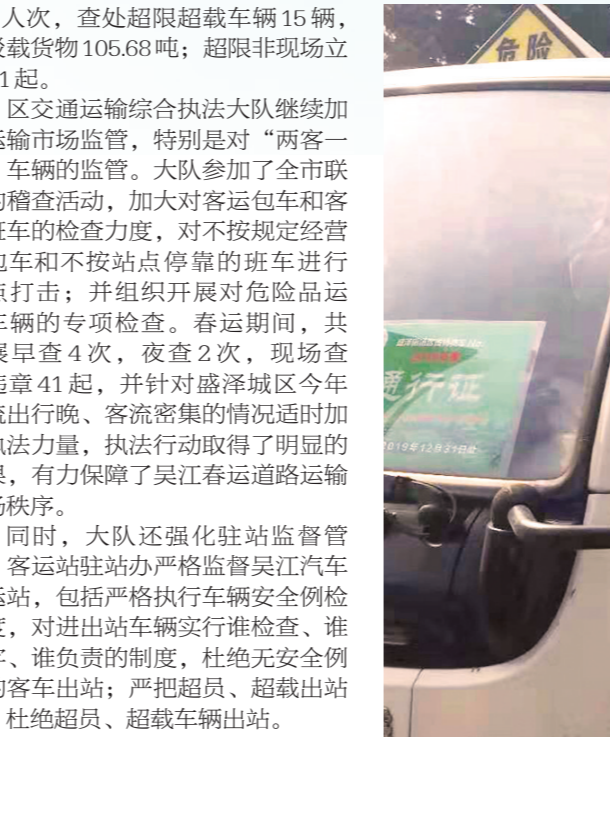 人次，查处超限超载车辆15辆，
载货物105.68吨；超限非现场立
1起。
区交通运输综合执法大队继续加
输市场监管，特别是对“两客一
车辆的监管。大队参加了全市联
的稽查活动，加大对客运包车和客
班车的检查力度，对不按规定经营
包车和不按站点停靠的班车进行
点打击；并组织开展对危险品运
车辆的专项检查。春运期间，共
展早查4次，夜查2次，现场查
违章41起，并针对盛泽城区今年
流出行晚、客流密集的情况适时加
执法力量，执法行动取得了明显的
果，有力保障了吴江春运道路运输
场秩序。
同时，大队还强化驻站监督管
客运站驻站办严格监督吴江汽车
运站，包括严格执行车辆安全例检
度，对进出站车辆实行谁检查、谁
字、谁负责的制度，杜绝无安全例
的客车出站；严把超员、超载出站
杜绝超员、超载车辆出站。
危险
通行证
2019年12月31日